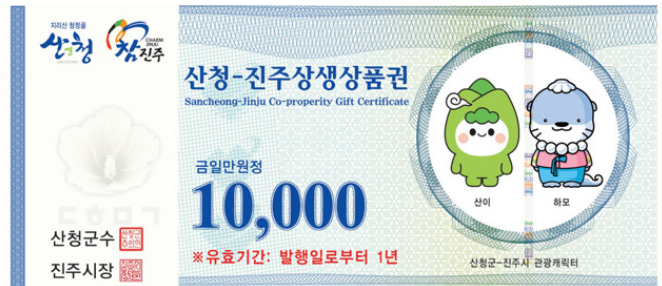 지리산 청정골
산청
CHARM
JINJU
참진주
산청-진주상생상품권
Sancheong-Jinju Co-properity Gift Certificate
금일만원정
10,000
※유효기간: 발행일로부터 1년
산청군수
진주시장
산이
하모
산청군-진주시 관광캐릭터